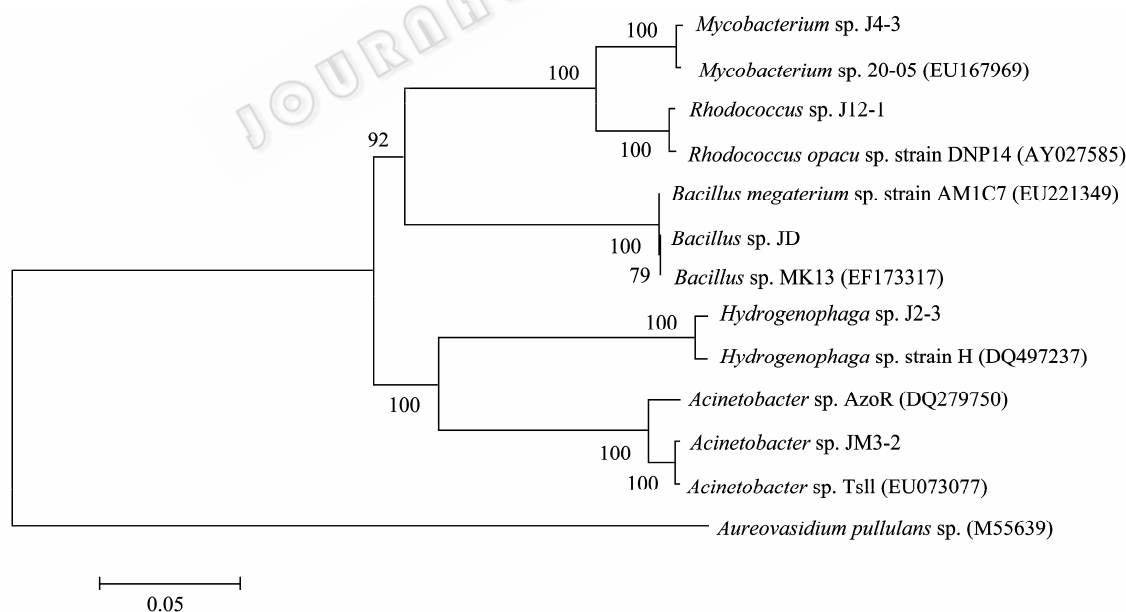 JOURNA
100
Mycobacterium sp. J4-3
100
Mycobacterium sp. 20-05 (EU167969)
Rhodococcus sp. J12-1
92
100
Rhodococcus opacu sp. strain DNP14 (AY027585)
Bacillus megaterium sp. strain AM1C7 (EU221349)
100
Bacillus sp. JD
79
Bacillus sp. MK13 (EF173317)
100
Hydrogenophaga sp. J2-3
Hydrogenophaga sp. strain H (DQ497237)
100
Acinetobacter sp. AzoR (DQ279750)
100
Acinetobacter sp. JM3-2
100
Acinetobacter sp. Tsll (EU073077)
Aureovasidium pullulans sp. (M55639)
0.05